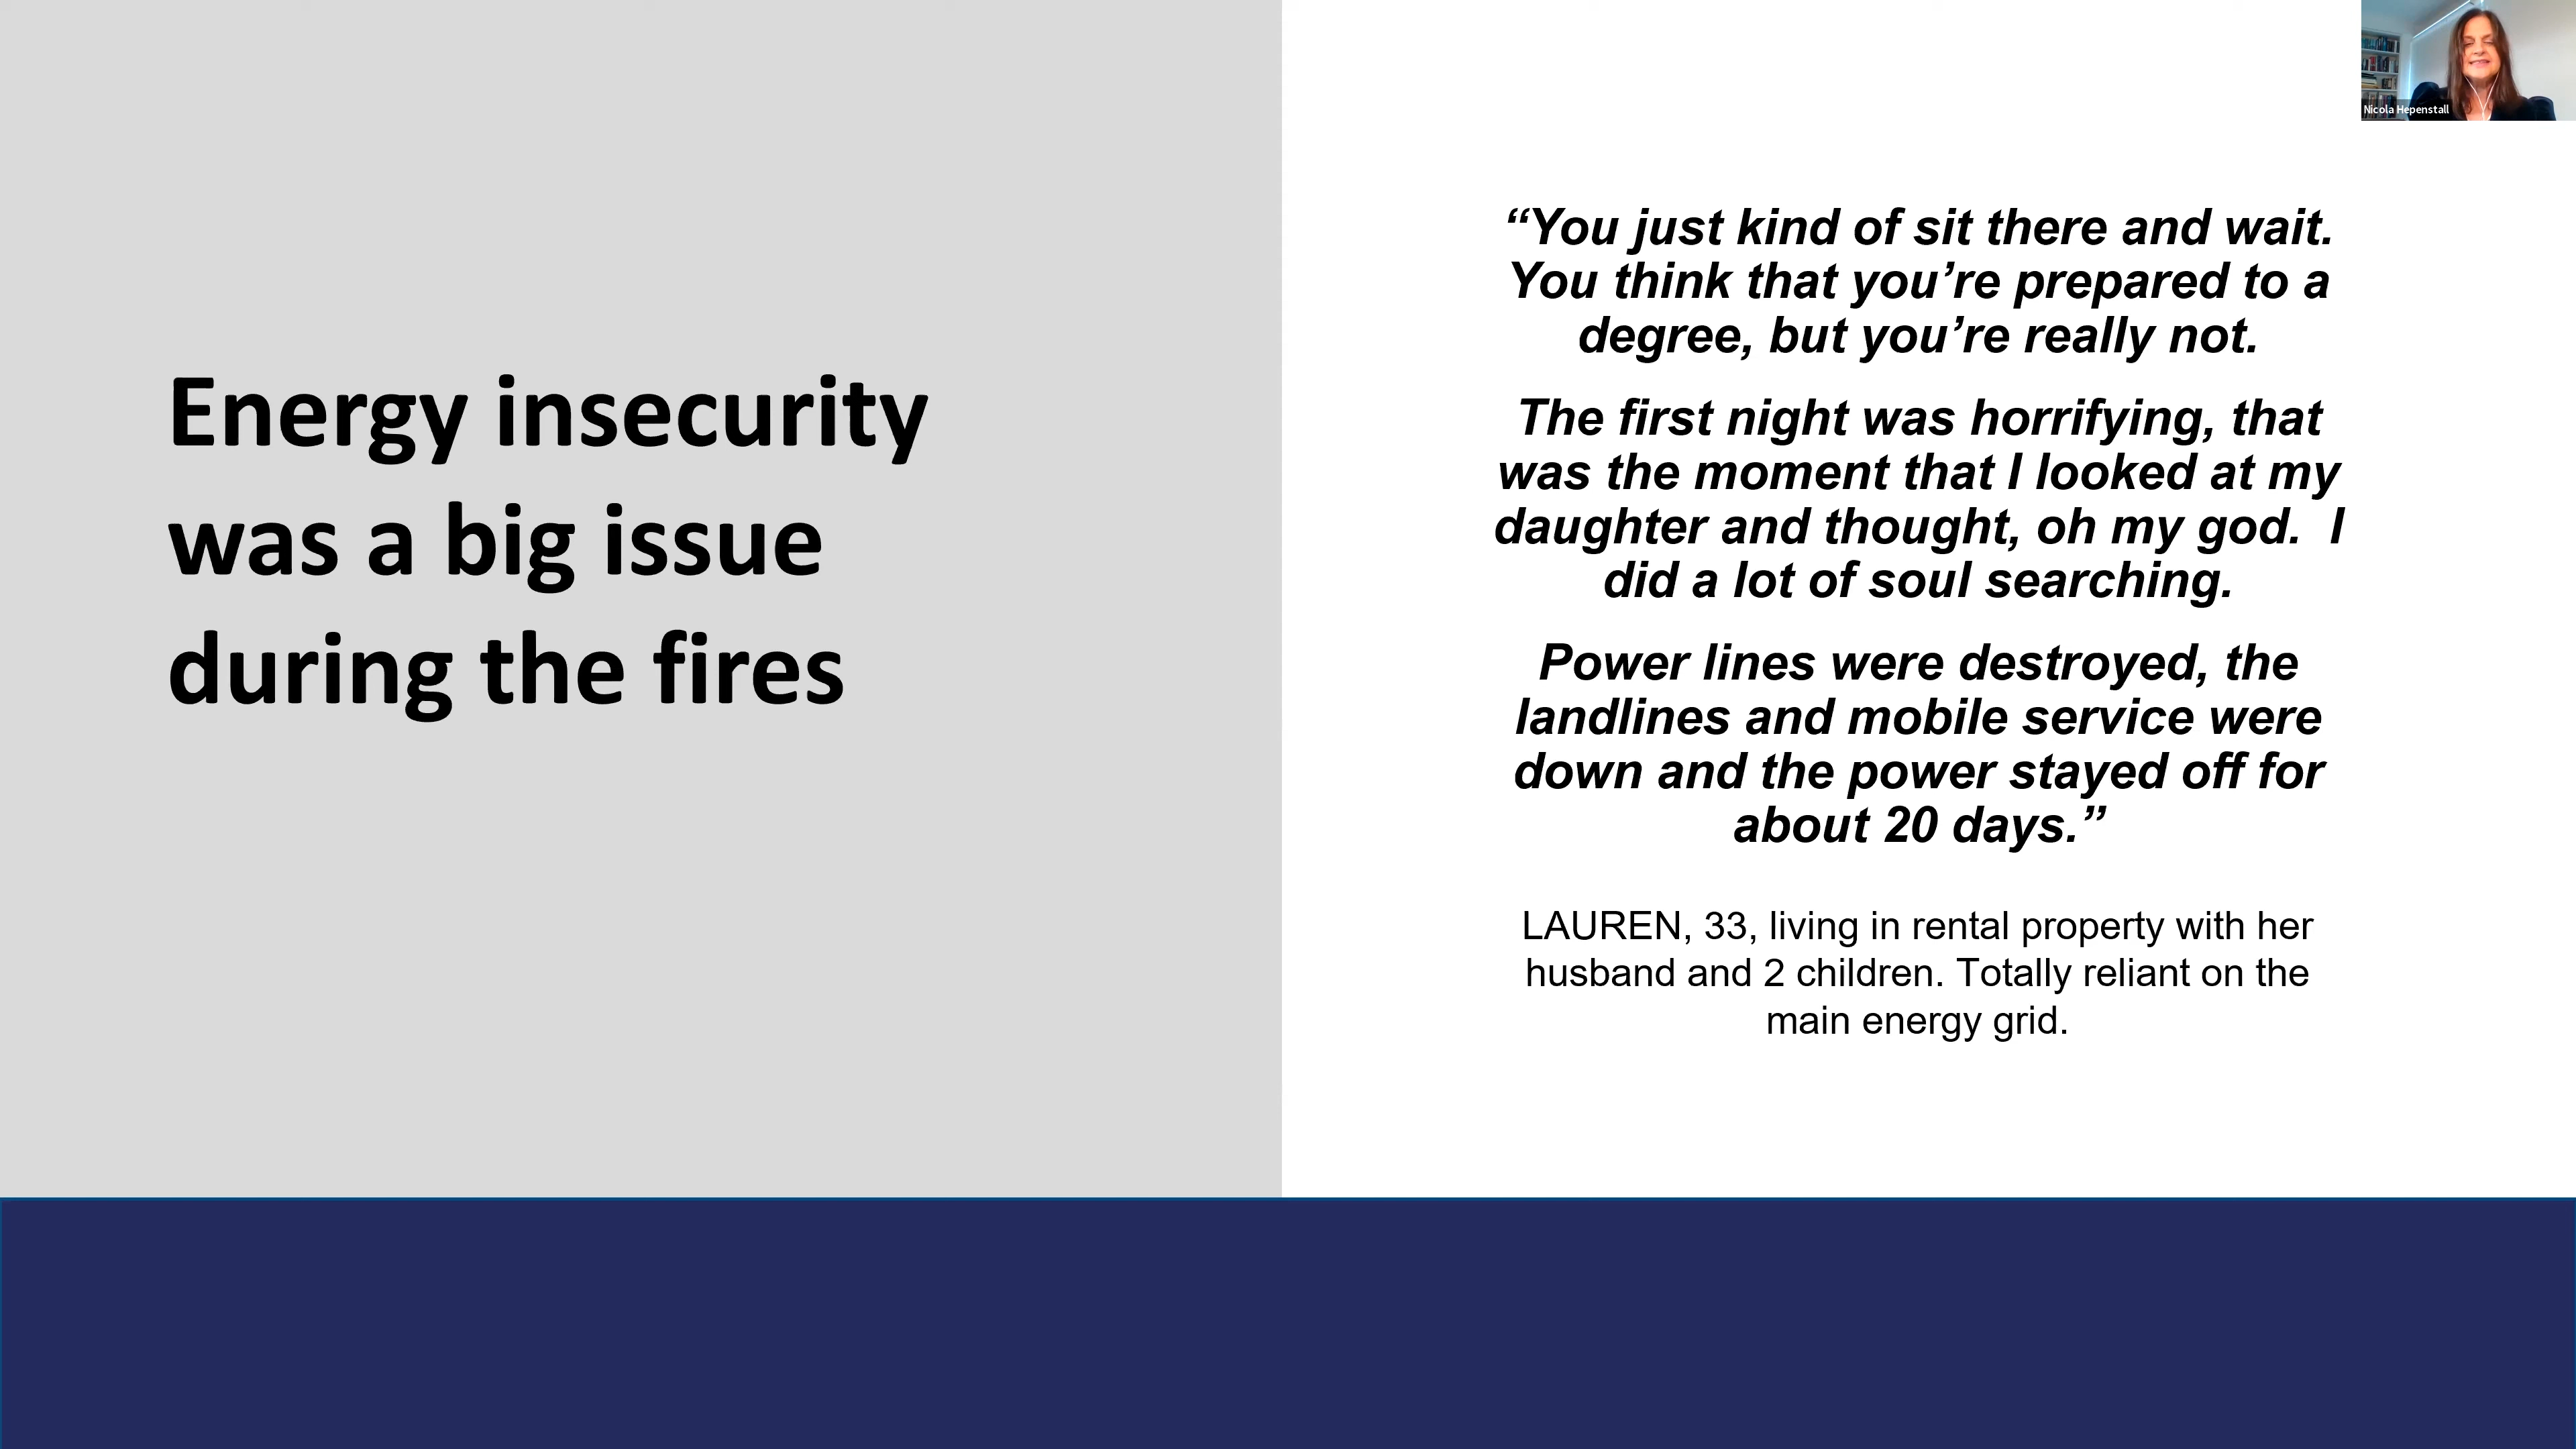 Energy insecurity
was a big issue
during the fires
Nicola Hepenstall
“You just kind of sit there and wait.
You think that you’re prepared to a
degree, but you’re really not.
The first night was horrifying, that
was the moment that I looked at my
daughter and thought, oh my god.  I
did a lot of soul searching.
Power lines were destroyed, the
landlines and mobile service were
down and the power stayed off for
about 20 days.”
LAUREN, 33, living in rental property with her
husband and 2 children. Totally reliant on the
main energy grid.